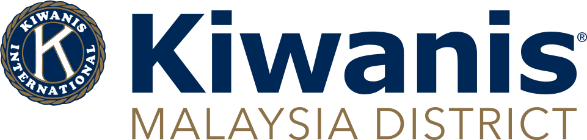 KIWANIS
K
INTERNATIONAL
Kiwanis®
MALAYSIA DISTRICT